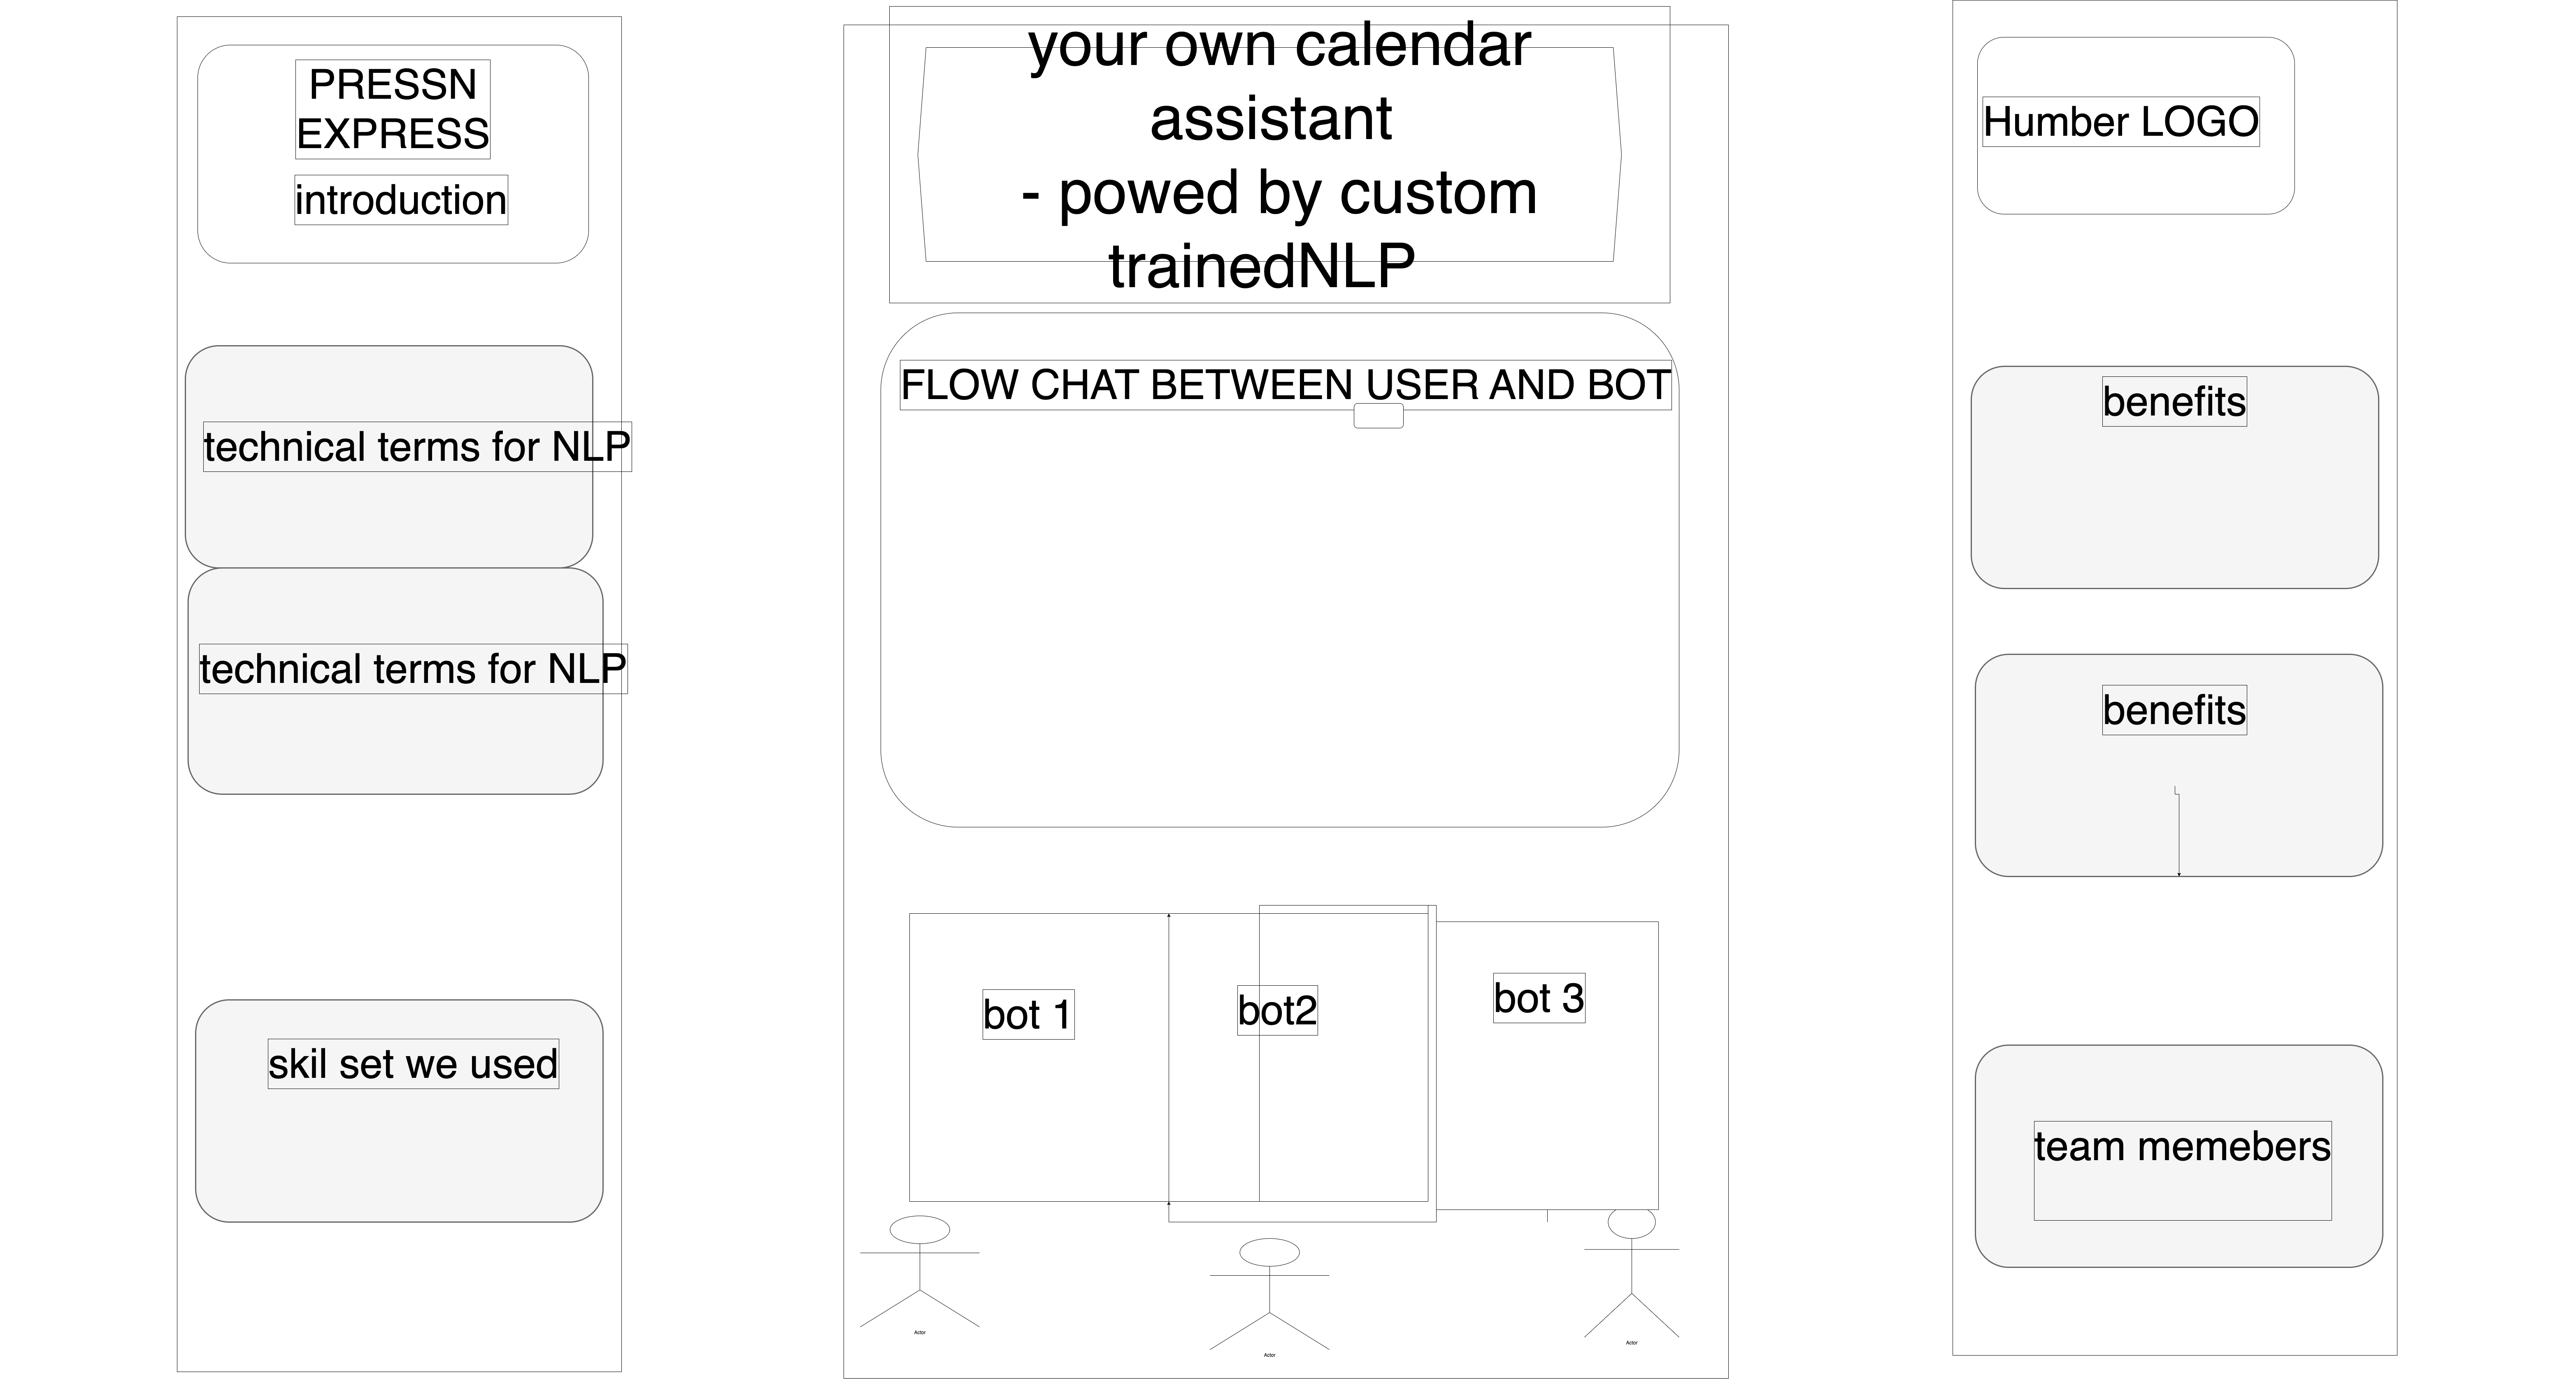 PRESSN
EXPRESS
introduction
technical terms for NLP
technical terms for NLP
skil set we used
your own calendar
assistant
- powed by custom
trainedNLP
FLOW CHAT BETWEEN USER AND BOT
bot 1
bot2
bot 3
Actor
Actor
Actor
Humber LOGO
benefits
benefits
team memebers